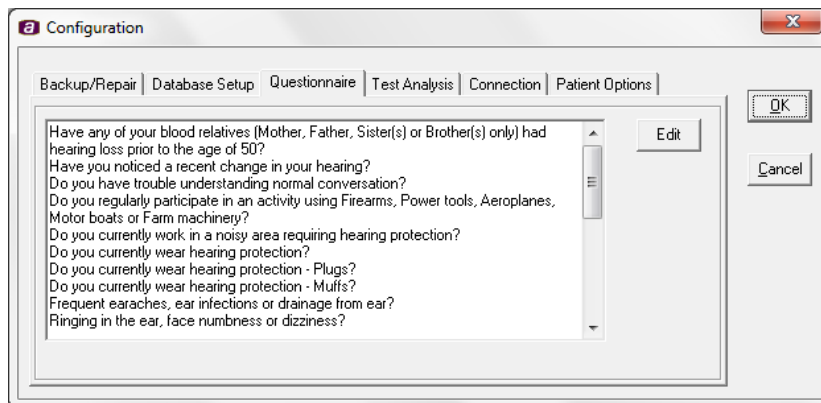 a Configuration
Backup/Repair Database Setup Questionnaire Test Analysis Connection Patient Options
OK
Have any of your blood relatives (Mother, Father, Sister(s) or Brother(s) only) had
Edit
hearing loss prior to the age of 50?
Have you noticed a recent change in your hearing?
Cancel
Do you have trouble understanding normal conversation?
Do you regularly participate in an activity using Firearms, Power tools, Aeroplanes,
Motor boats or Farm machinery?
Do you currently work in a noisy area requiring hearing protection?
Do you currently wear hearing protection?
Do you currently wear hearing protection - Plugs?
Do you currently wear hearing protection - Muffs?
Frequent earaches, ear infections or drainage from ear?
Ringing in the ear, face numbness or dizziness?